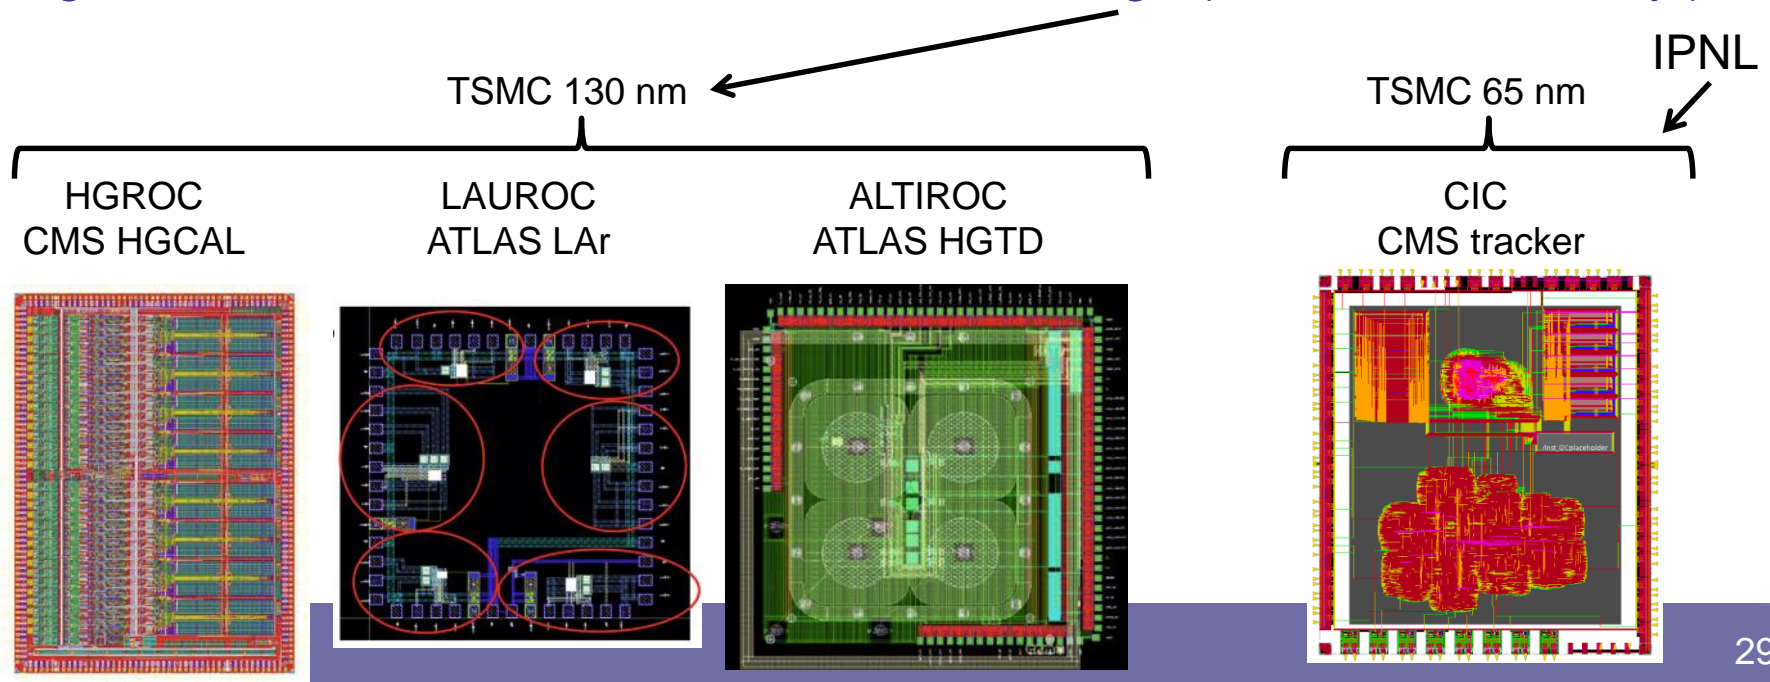 IPNL
TSMC 130 nm
TSMC 65 nm
HGROC
CMS HGCAL
LAUROC
ATLAS LAr
ALTIROC
ATLAS HGTD
CIC
CMS tracker
/Inst_I2Cplaceholder
29